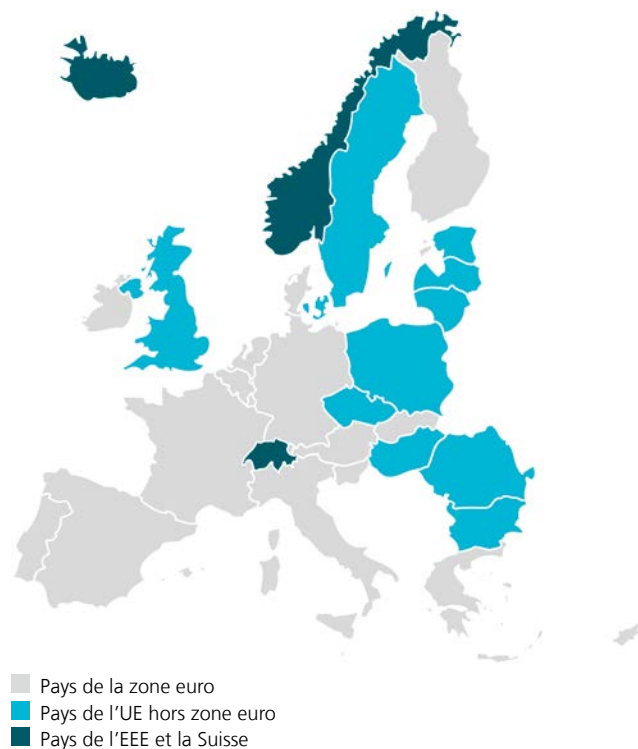 Pays de la zone euro
Pays de l'UE hors zone euro
Pays de l'EEE et la Suisse